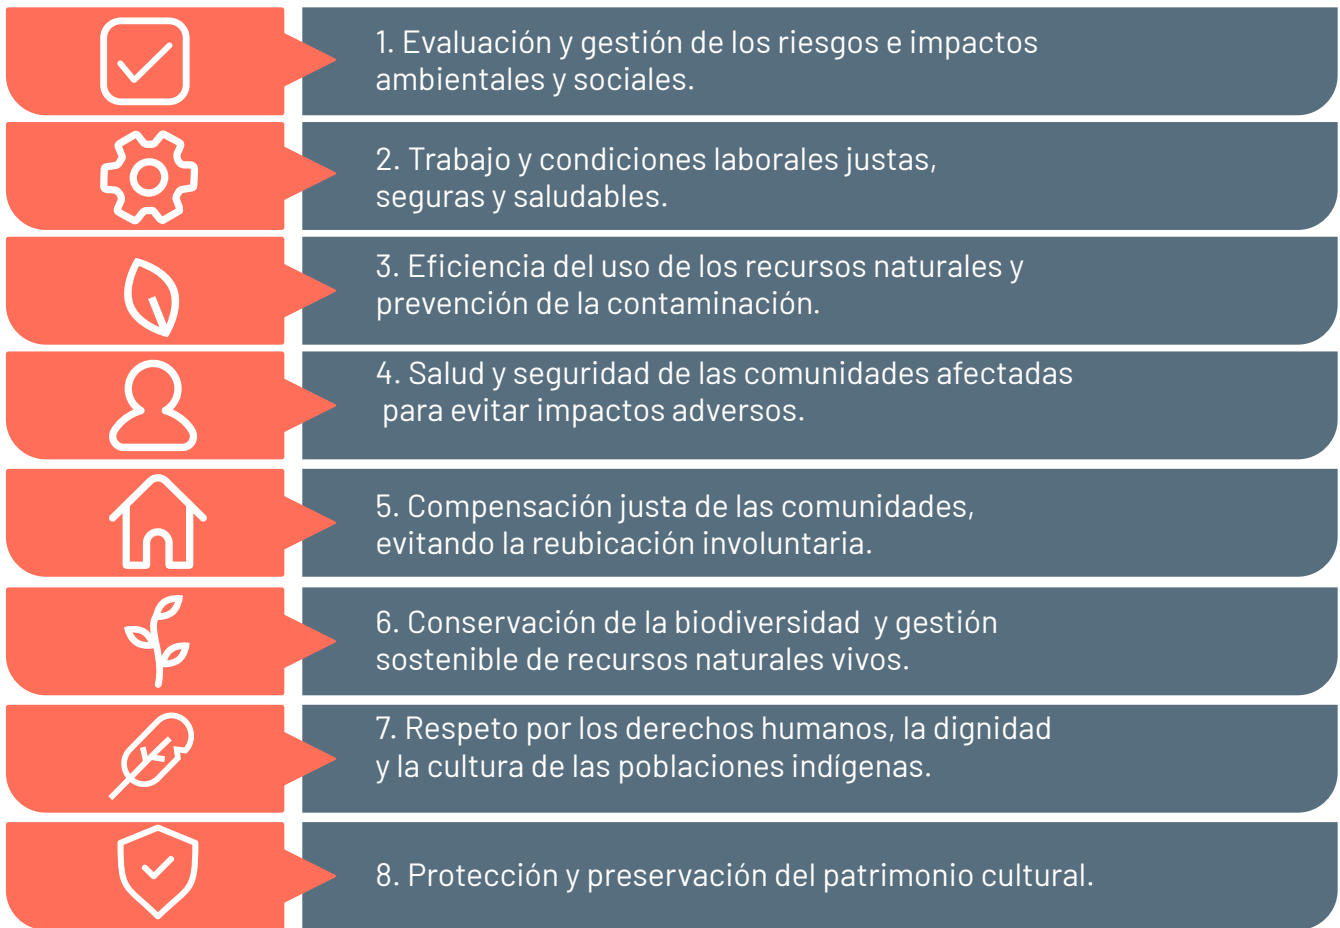 1. Evaluación y gestión de los riesgos e impactos
ambientales y sociales.
2. Trabajo y condiciones laborales justas,
seguras y saludables.
3. Eficiencia del uso de los recursos naturales y
prevención de la contaminación.
4. Salud y seguridad de las comunidades afectadas
para evitar impactos adversos.
5. Compensación justa de las comunidades,
evitando la reubicación involuntaria.
6. Conservación de la biodiversidad  y gestión
sostenible de recursos naturales vivos.
7. Respeto por los derechos humanos, la dignidad
y la cultura de las poblaciones indígenas.
8. Protección y preservación del patrimonio cultural.